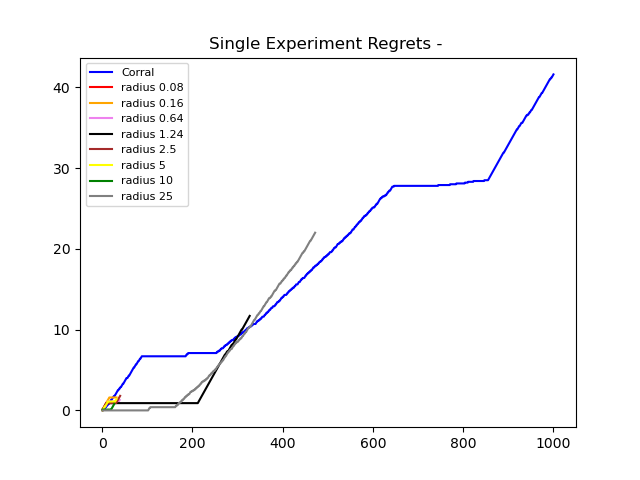 Single Experiment Regrets -
Corral
radius 0.08
radius 0.16
radius 0.64
radius 1.24
radius 2.5
radius 5
radius 10
radius 25
40
30
20
10
0
0 200 400 600 800 1000